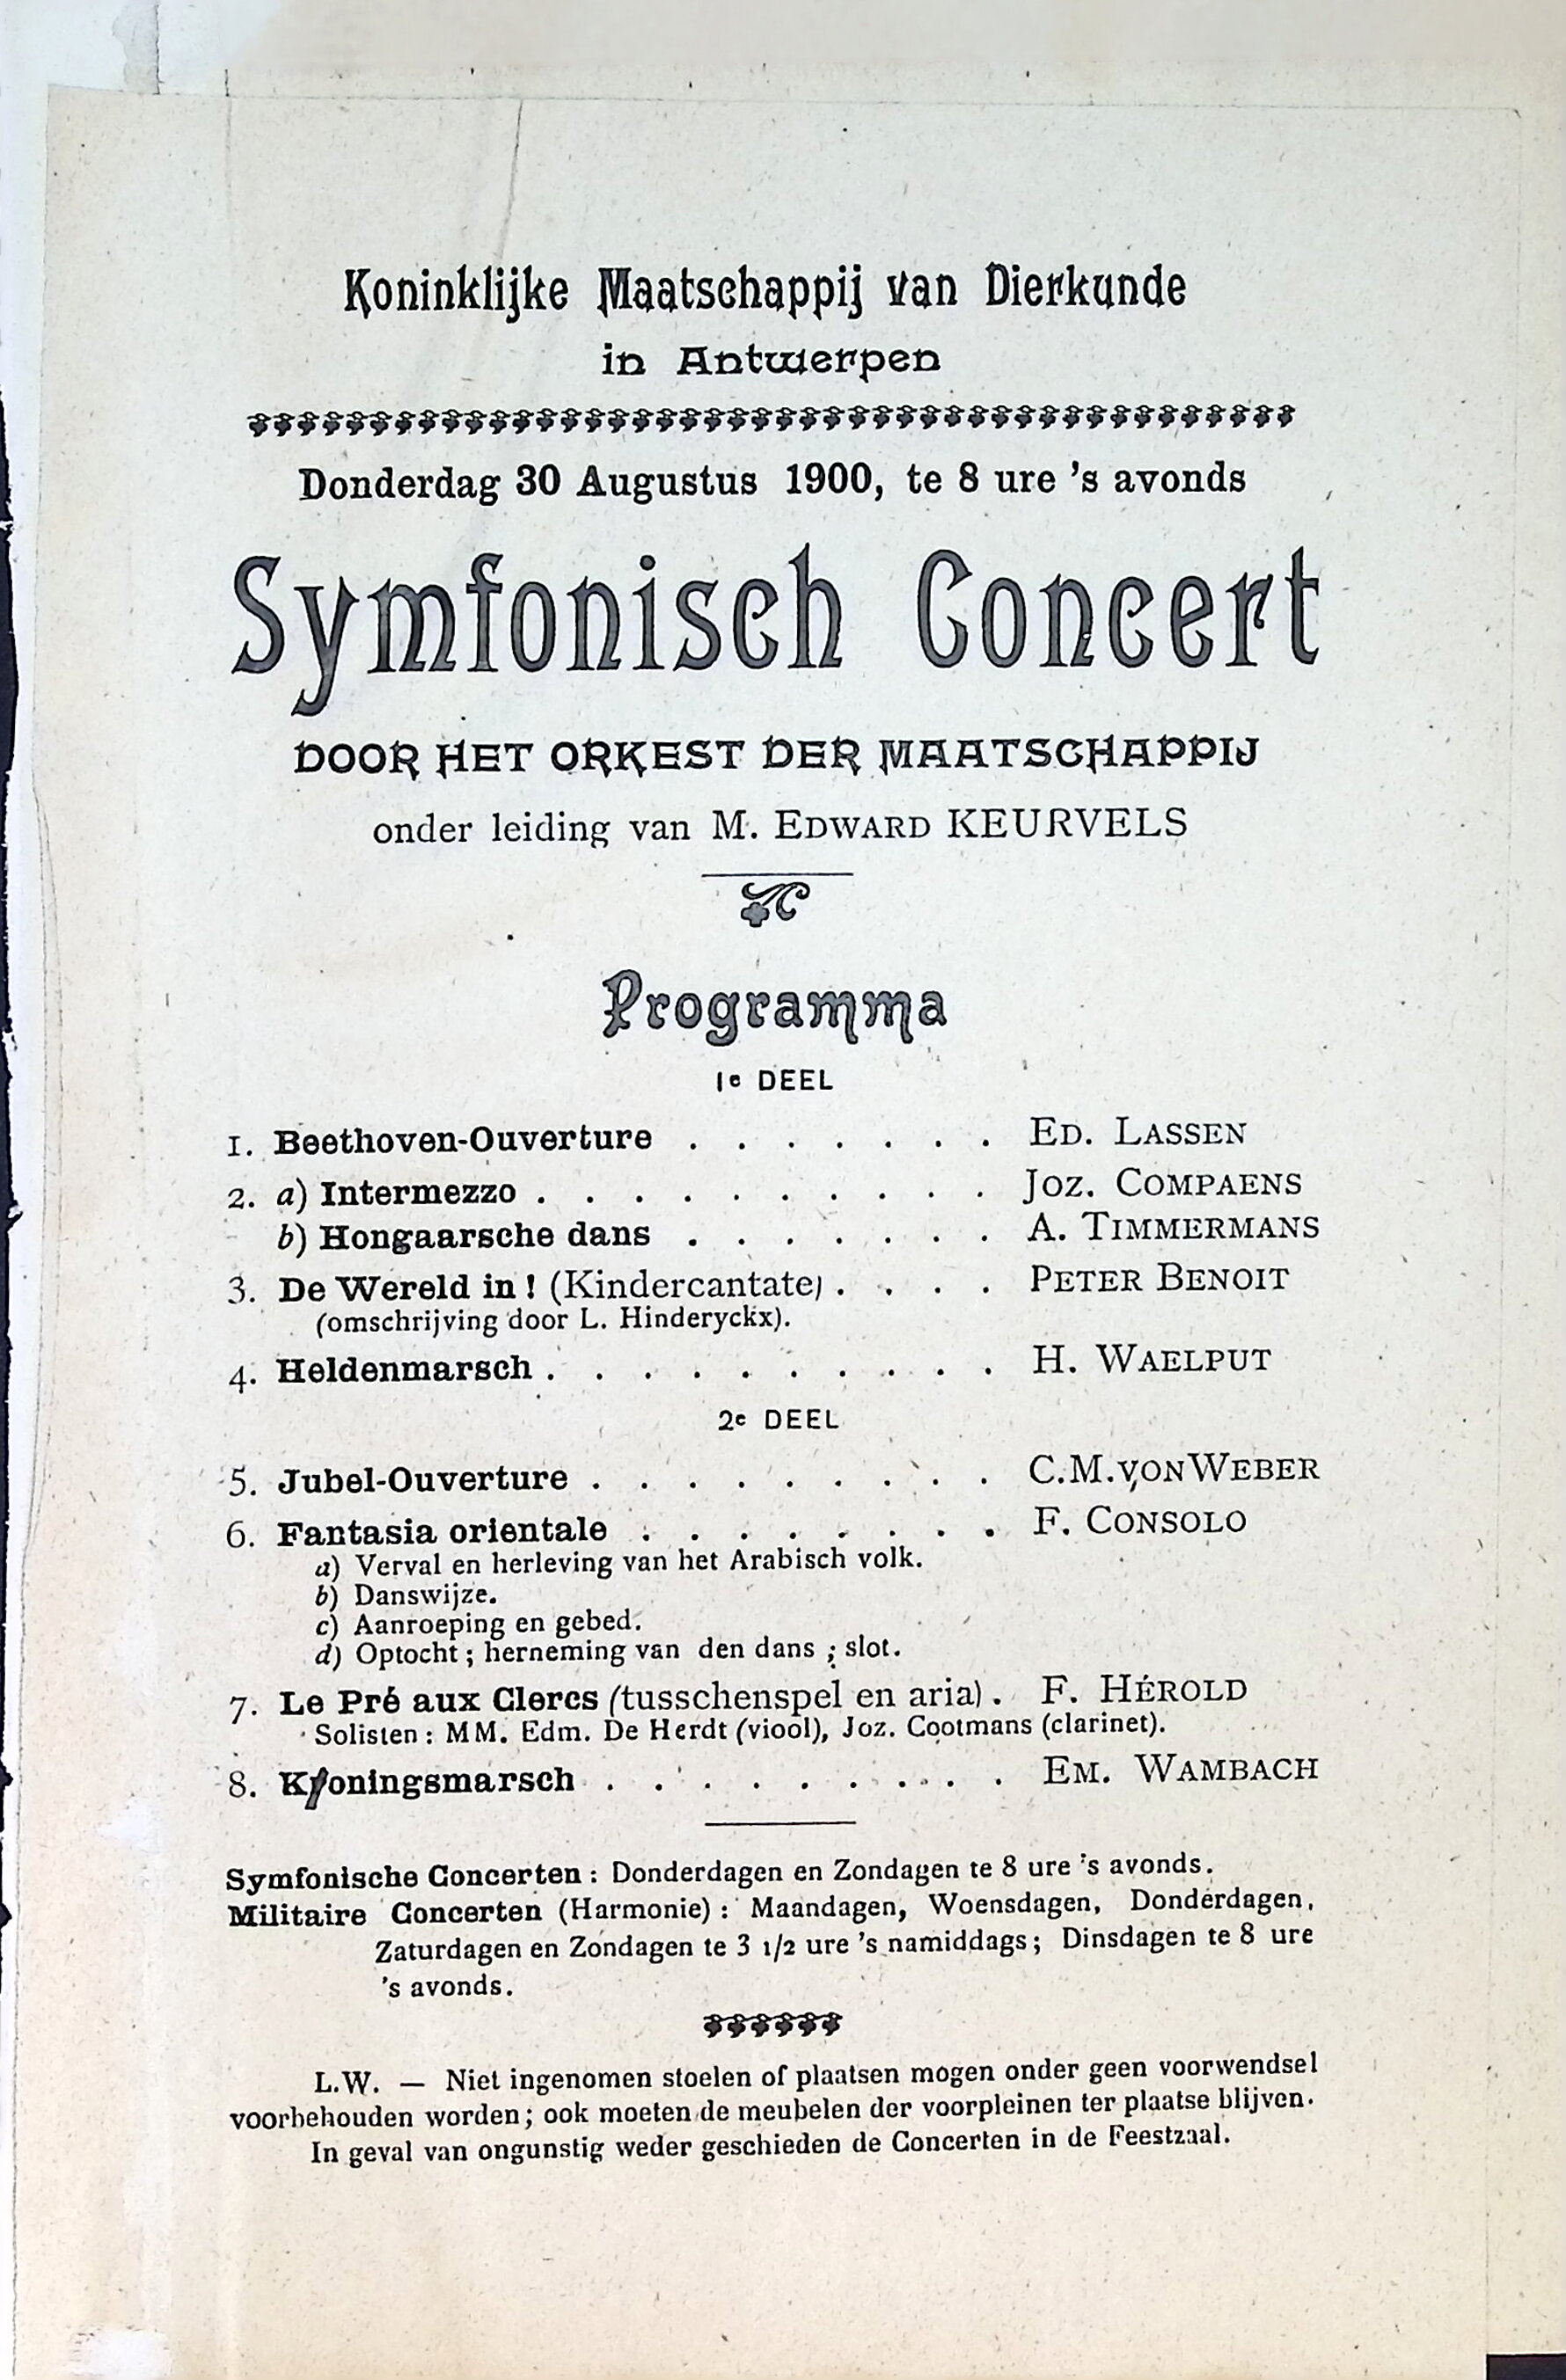 Koninklijke Maatschappij van Dierkunde
in Antwerpen
Donderdag 30 Augustus 1900, te 8 ure 's avonds
Symfonisch Concert
DOOR HET ORKEST DER MAATSCHAPPIJ
onder leiding van M. EDWARD KEURVELS
Programma
1e DEEL
1. Beethoven-Ouverture . . . . . . . ED. LASSEN
2. a) Intermezzo . . . . . . . . . . JOZ. COMPAENS
b) Hongaarsche dans . . . . . . . A. TIMMERMANS
3. De Wereld in ! (Kindercantate) . . . . PETER BENOIT
(omschrijving door L. Hinderyckx).
4. Heldenmarsch . . . . . . . . . . H. WAELPUT
2e DEEL
5. Jubel-Ouverture . . . . . . . . . C.M. VON WEBER
6. Fantasia orientale . . . . . . . . F. CONSOLO
a) Verval en herleving van het Arabisch volk.
b) Danswijze.
c) Aanroeping en gebed.
d) Optocht ; herneming van den dans ; slot.
7. Le Pré aux Clercs (tusschenspel en aria) . F. HÉROLD
Solisten : MM. Edm. De Herdt (viool), Joz. Cootmans (clarinet).
8. Kroningsmarsch . . . . . . . . . EM. WAMBACH
Symfonische Concerten : Donderdagen en Zondagen te 8 ure 's avonds.
Militaire Concerten (Harmonie) : Maandagen, Woensdagen, Donderdagen,
Zaturdagen en Zondagen te 3 1/2 ure 's namiddags ; Dinsdagen te 8 ure
's avonds.
L.W. — Niet ingenomen stoelen of plaatsen mogen onder geen voorwendsel
voorbehouden worden ; ook moeten de meubelen der voorpleinen ter plaatse blijven.
In geval van ongunstig weder geschieden de Concerten in de Feestzaal.